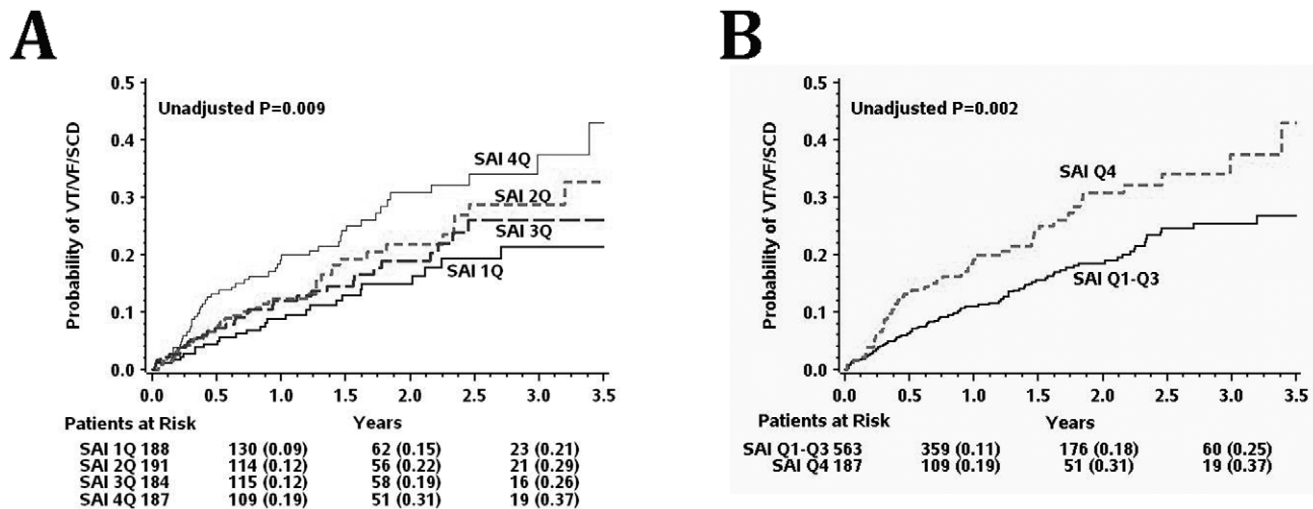 A
Probability of VT/VF/SCD
0.5
0.4
0.3
0.2
0.1
0.0
Unadjusted P=0.009
SAI 4Q
SAI 2Q
SAI 3Q
SAI 1Q
0.0 0.5 1.0 1.5 2.0 2.5 3.0 3.5
Patients at Risk Years
SAI 1Q 188 130 (0.09) 62 (0.15) 23 (0.21)
SAI 2Q 191 114 (0.12) 56 (0.22) 21 (0.29)
SAI 3Q 184 115 (0.12) 58 (0.19) 16 (0.26)
SAI 4Q 187 109 (0.19) 51 (0.31) 19 (0.37)
B
Probability of VT/VF/SCD
0.5
0.4
0.3
0.2
0.1
0.0
Unadjusted P=0.002
SAI Q4
SAI Q1-Q3
0.0 0.5 1.0 1.5 2.0 2.5 3.0 3.5
Patients at Risk Years
SAI Q1-Q3 563 359 (0.11) 176 (0.18) 60 (0.25)
SAI Q4 187 109 (0.19) 51 (0.31) 19 (0.37)